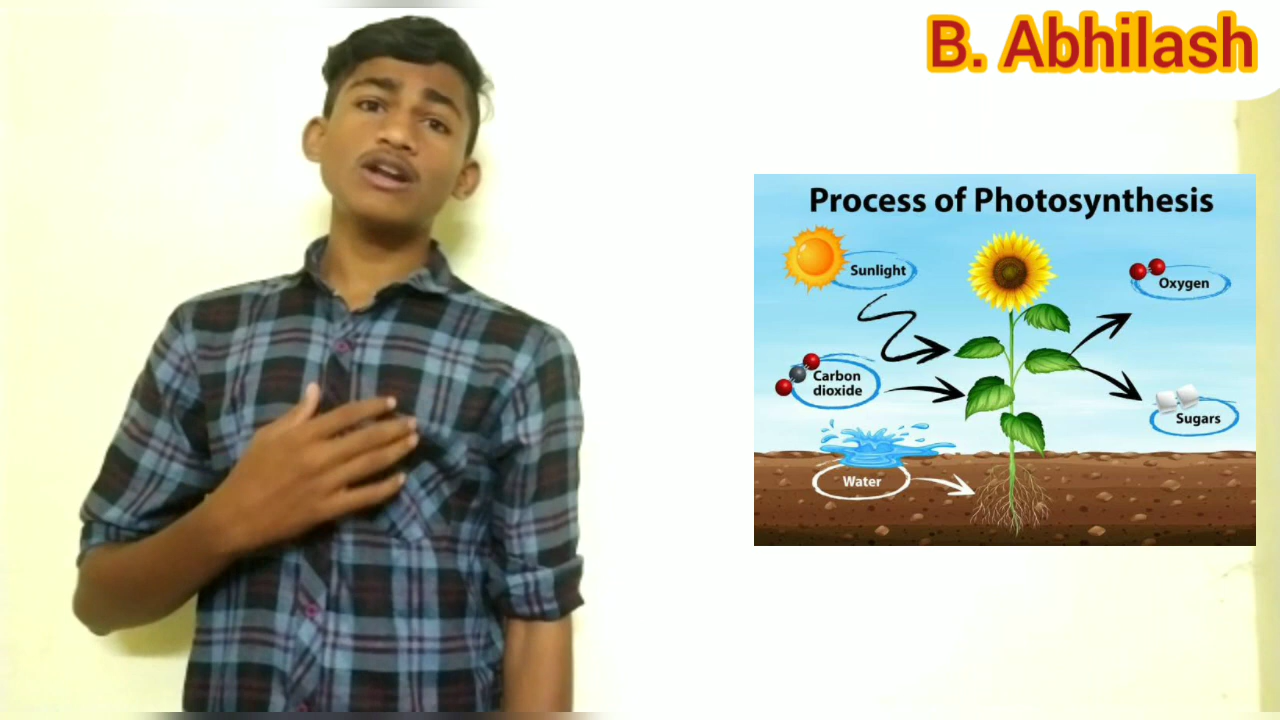 B. Abhilash
Process of Photosynthesis
Sunlight
Oxygen
Carbon
dioxide
Sugars
Water